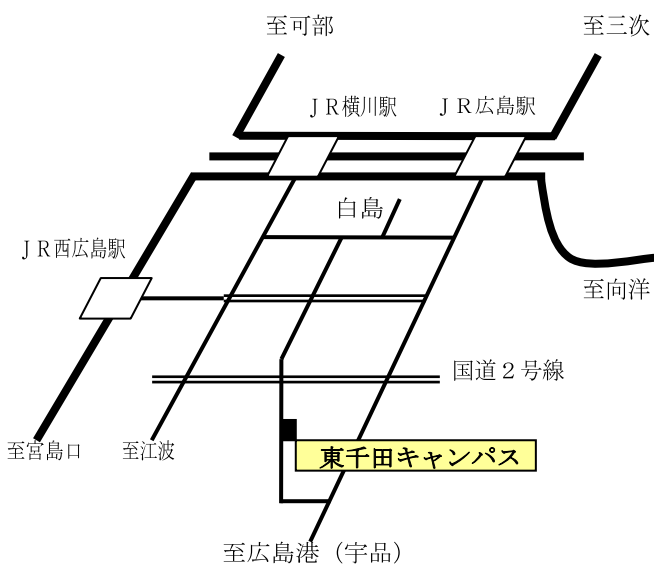 至可部
至三次
ＪＲ横川駅
ＪＲ広島駅
白島
ＪＲ西広島駅
至向洋
国道２号線
至宮島口
至江波
東千田キャンパス
至広島港（宇品）